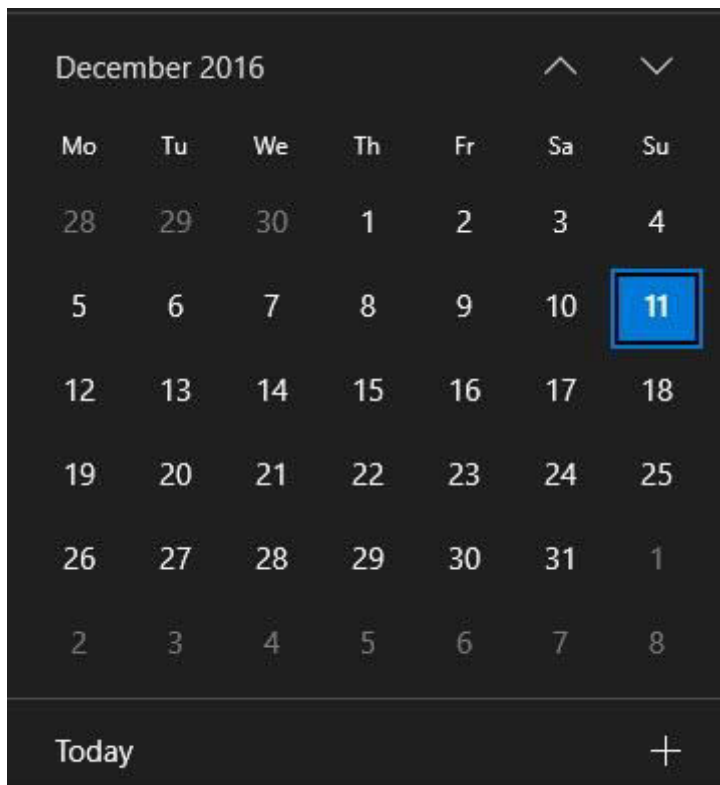 December 2016
Mo Tu We Th Fr Sa Su
28 29 30 1 2 3 4
5 6 7 8 9 10 11
12 13 14 15 16 17 18
19 20 21 22 23 24 25
26 27 28 29 30 31 1
2 3 4 5 6 7 8
Today